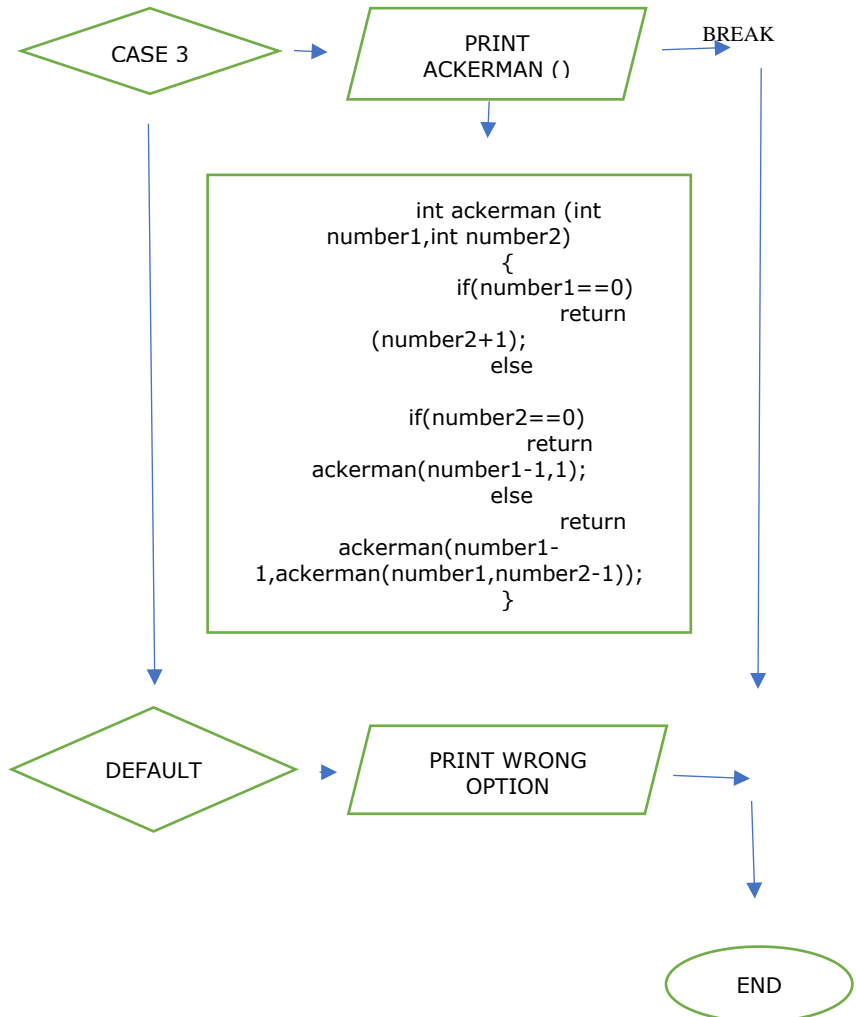 CASE 3
PRINT
ACKERMAN ()
BREAK
int ackerman (int
number1,int number2)
{
if(number1==0)
return
(number2+1);
else
if(number2==0)
return
ackerman(number1-1,1);
else
return
ackerman(number1-
1,ackerman(number1,number2-1));
}
DEFAULT
PRINT WRONG
OPTION
END